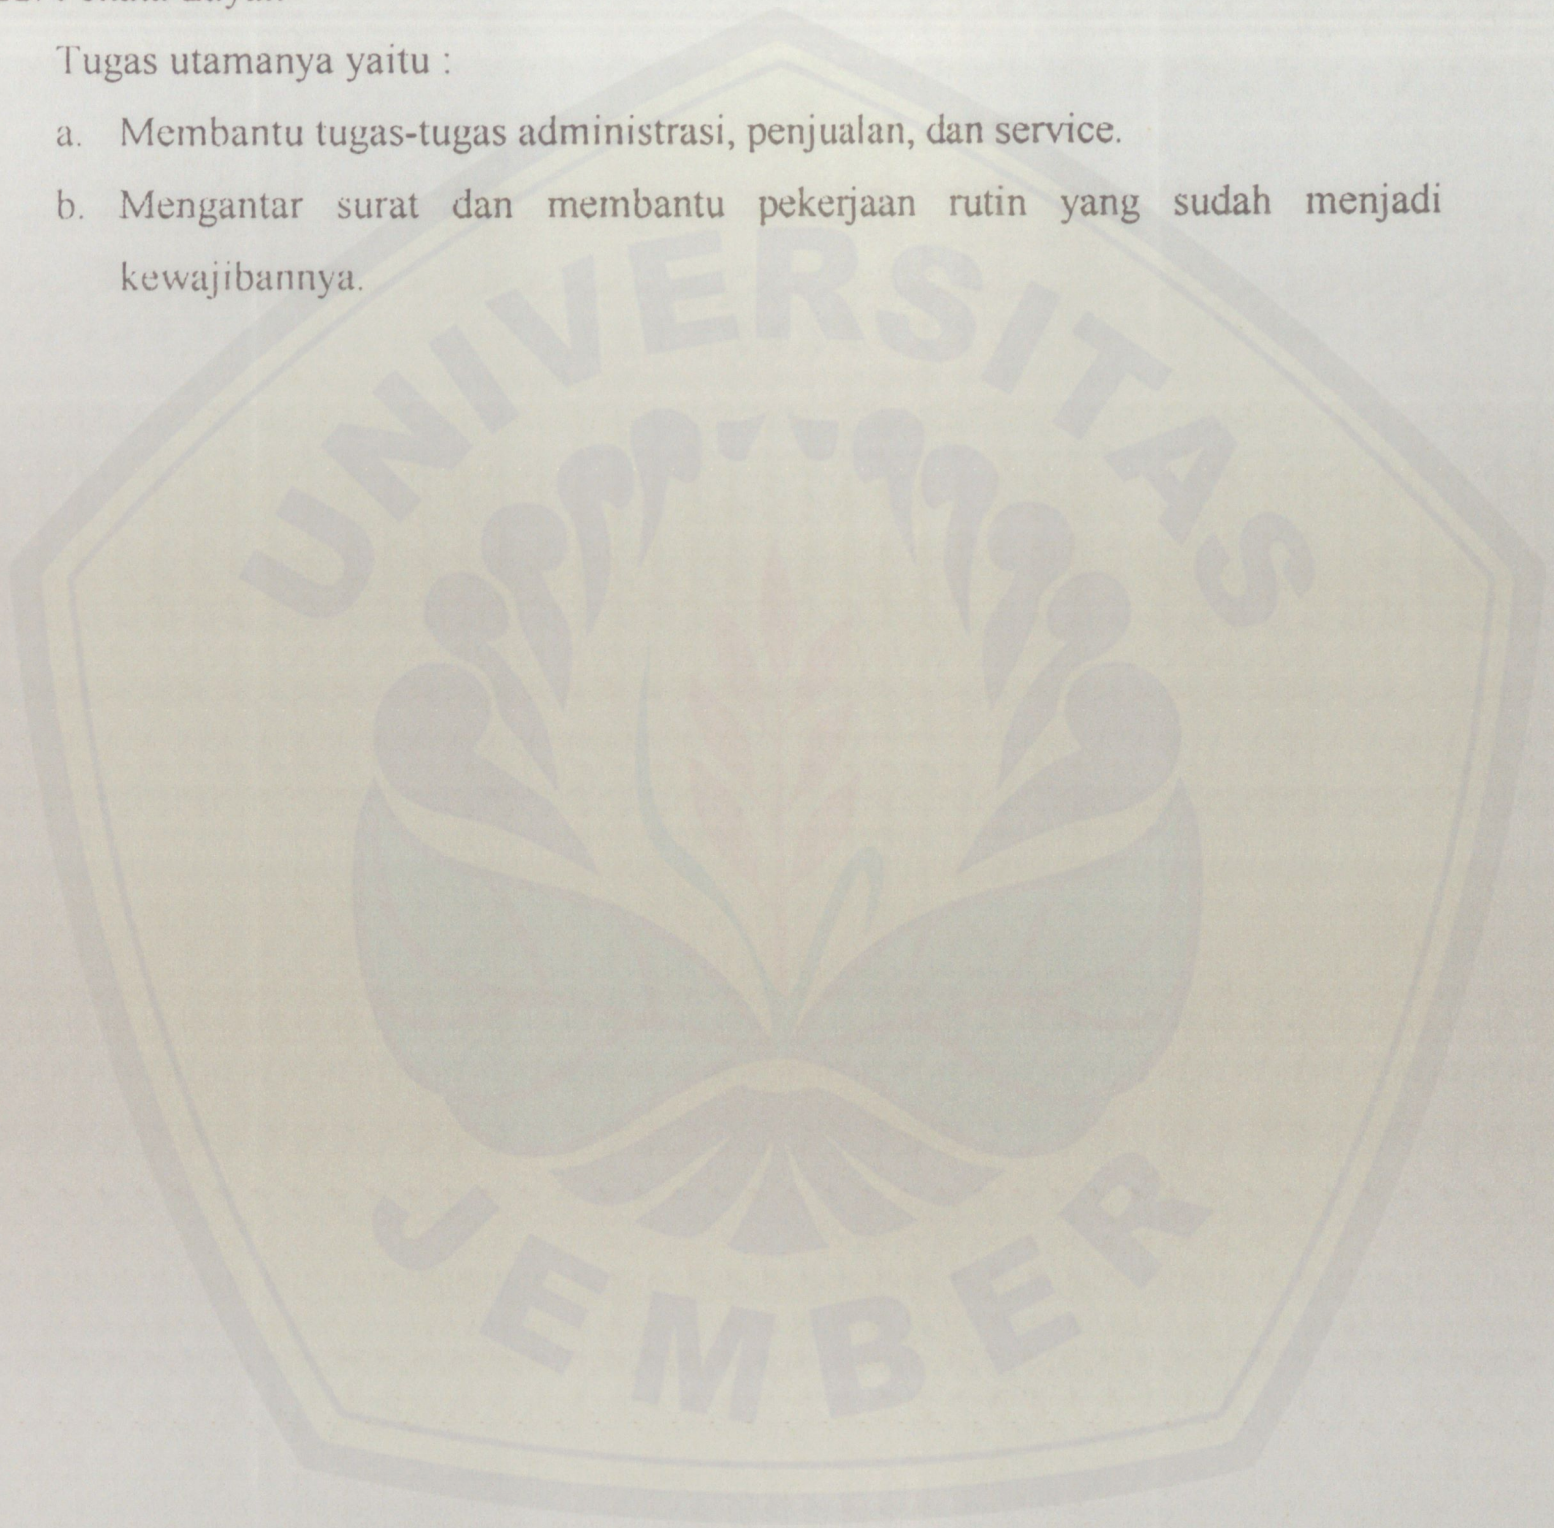 Tugas utamanya yaitu :
a. Membantu tugas-tugas administrasi, penjualan, dan service.
b. Mengantar surat dan membantu pekerjaan rutin yang sudah menjadi
kewajibannya.
UNIVERSITAS
JEMBER